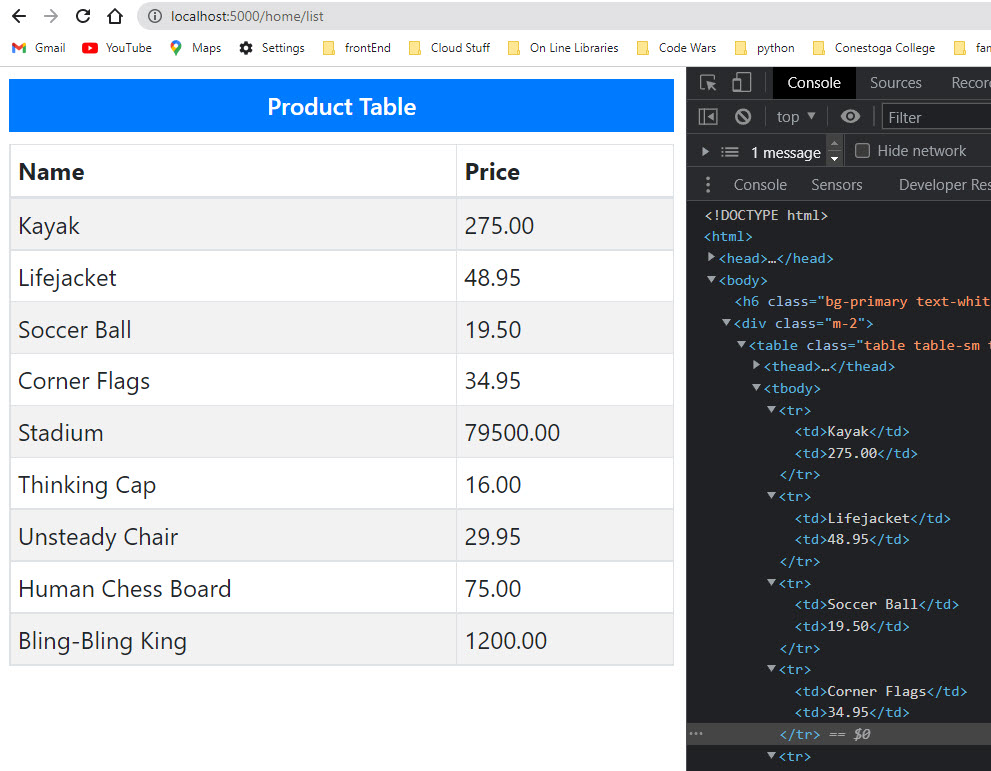 localhost:5000/home/list
Gmail YouTube Maps Settings frontEnd Cloud Stuff On Line Libraries Code Wars python Conestoga College
Product Table
Name Price
Kayak 275.00
Lifejacket 48.95
Soccer Ball 19.50
Corner Flags 34.95
Stadium 79500.00
Thinking Cap 16.00
Unsteady Chair 29.95
Human Chess Board 75.00
Bling-Bling King 1200.00
Console Sources Recor
top ▼ Filter
1 message Hide network
Console Sensors Developer Res
<!DOCTYPE html>
<html>
<head>…</head>
<body>
<h6 class="bg-primary text-whit
<div class="m-2">
<table class="table table-sm t
<thead>…</thead>
<tbody>
<tr>
<td>Kayak</td>
<td>275.00</td>
</tr>
<tr>
<td>Lifejacket</td>
<td>48.95</td>
</tr>
<tr>
<td>Soccer Ball</td>
<td>19.50</td>
</tr>
<tr>
<td>Corner Flags</td>
<td>34.95</td>
</tr> == $0
<tr>